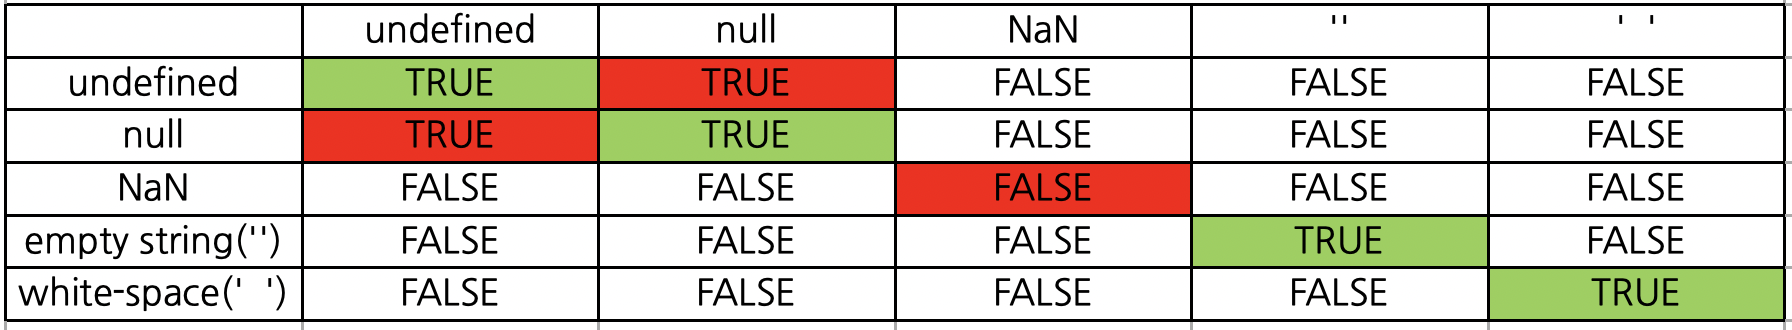 undefined null NaN '' ' '
undefined TRUE TRUE FALSE FALSE FALSE
null TRUE TRUE FALSE FALSE FALSE
NaN FALSE FALSE FALSE FALSE FALSE
empty string('') FALSE FALSE FALSE TRUE FALSE
white-space(' ') FALSE FALSE FALSE FALSE TRUE